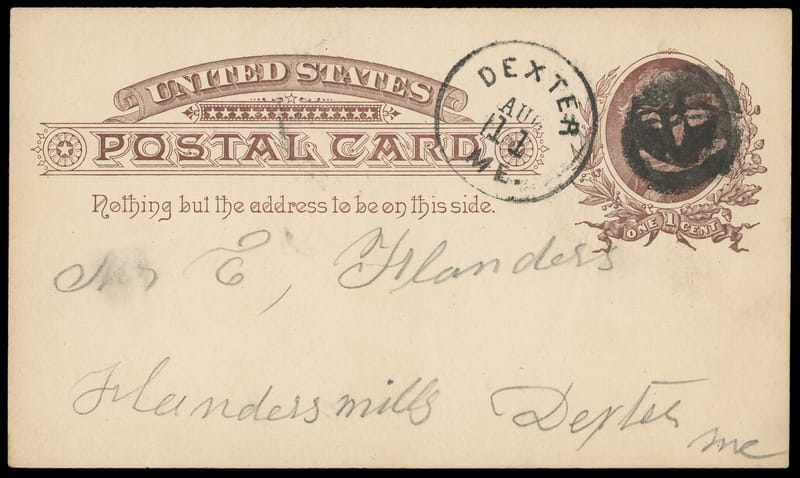 UNITED STATES
POSTAL CARD
Nothing but the address to be on this side.
DEXTER
AUG
11
ME.
ONE 1 CENT
Mr E, Flanders
Flanders mills Dexter
me